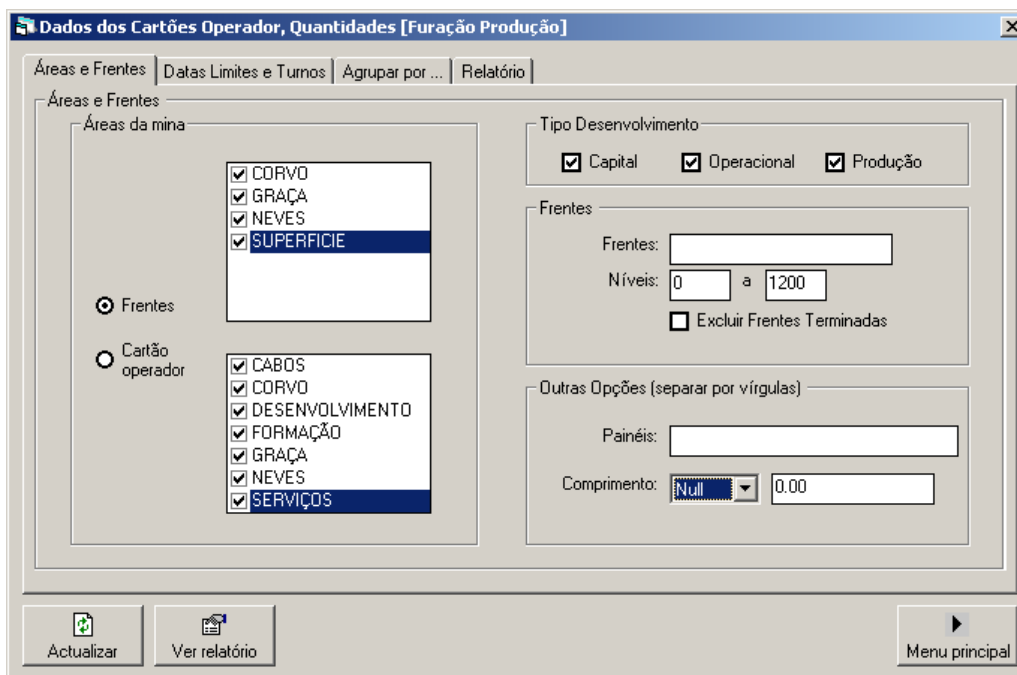 Dados dos Cartões Operador, Quantidades [Furação Produção]
Áreas e Frentes
Datas Limites e Turnos
Agrupar por ...
Relatório
Áreas e Frentes
Áreas da mina
CORVO
GRAÇA
NEVES
SUPERFICIE
Frentes
Cartão
operador
CABOS
CORVO
DESENVOLVIMENTO
FORMAÇÃO
GRAÇA
NEVES
SERVIÇOS
Tipo Desenvolvimento
Capital
Operacional
Produção
Frentes
Frentes:
Níveis: 0 a 1200
Excluir Frentes Terminadas
Outras Opções (separar por vírgulas)
Painéis:
Comprimento: Null 0.00
Actualizar
Ver relatório
Menu principal